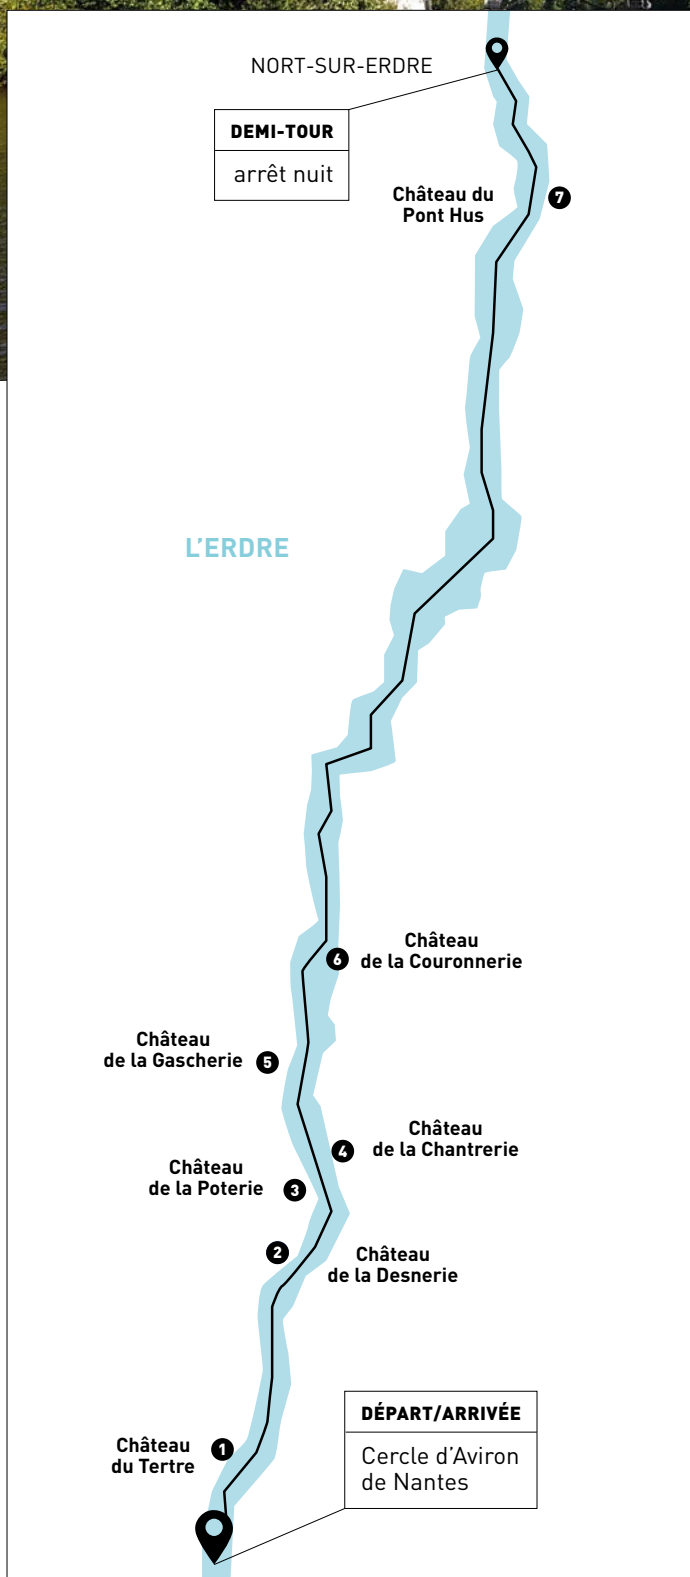 NORT-SUR-ERDRE
DEMI-TOUR
arrêt nuit
Château du
Pont Hus
7
L'ERDRE
Château
de la Couronnerie
6
Château
de la Gascherie
5
Château
de la Chantrerie
4
Château
de la Poterie
3
2
Château
de la Desnerie
DÉPART/ARRIVÉE
Cercle d'Aviron
de Nantes
Château
du Tertre
1